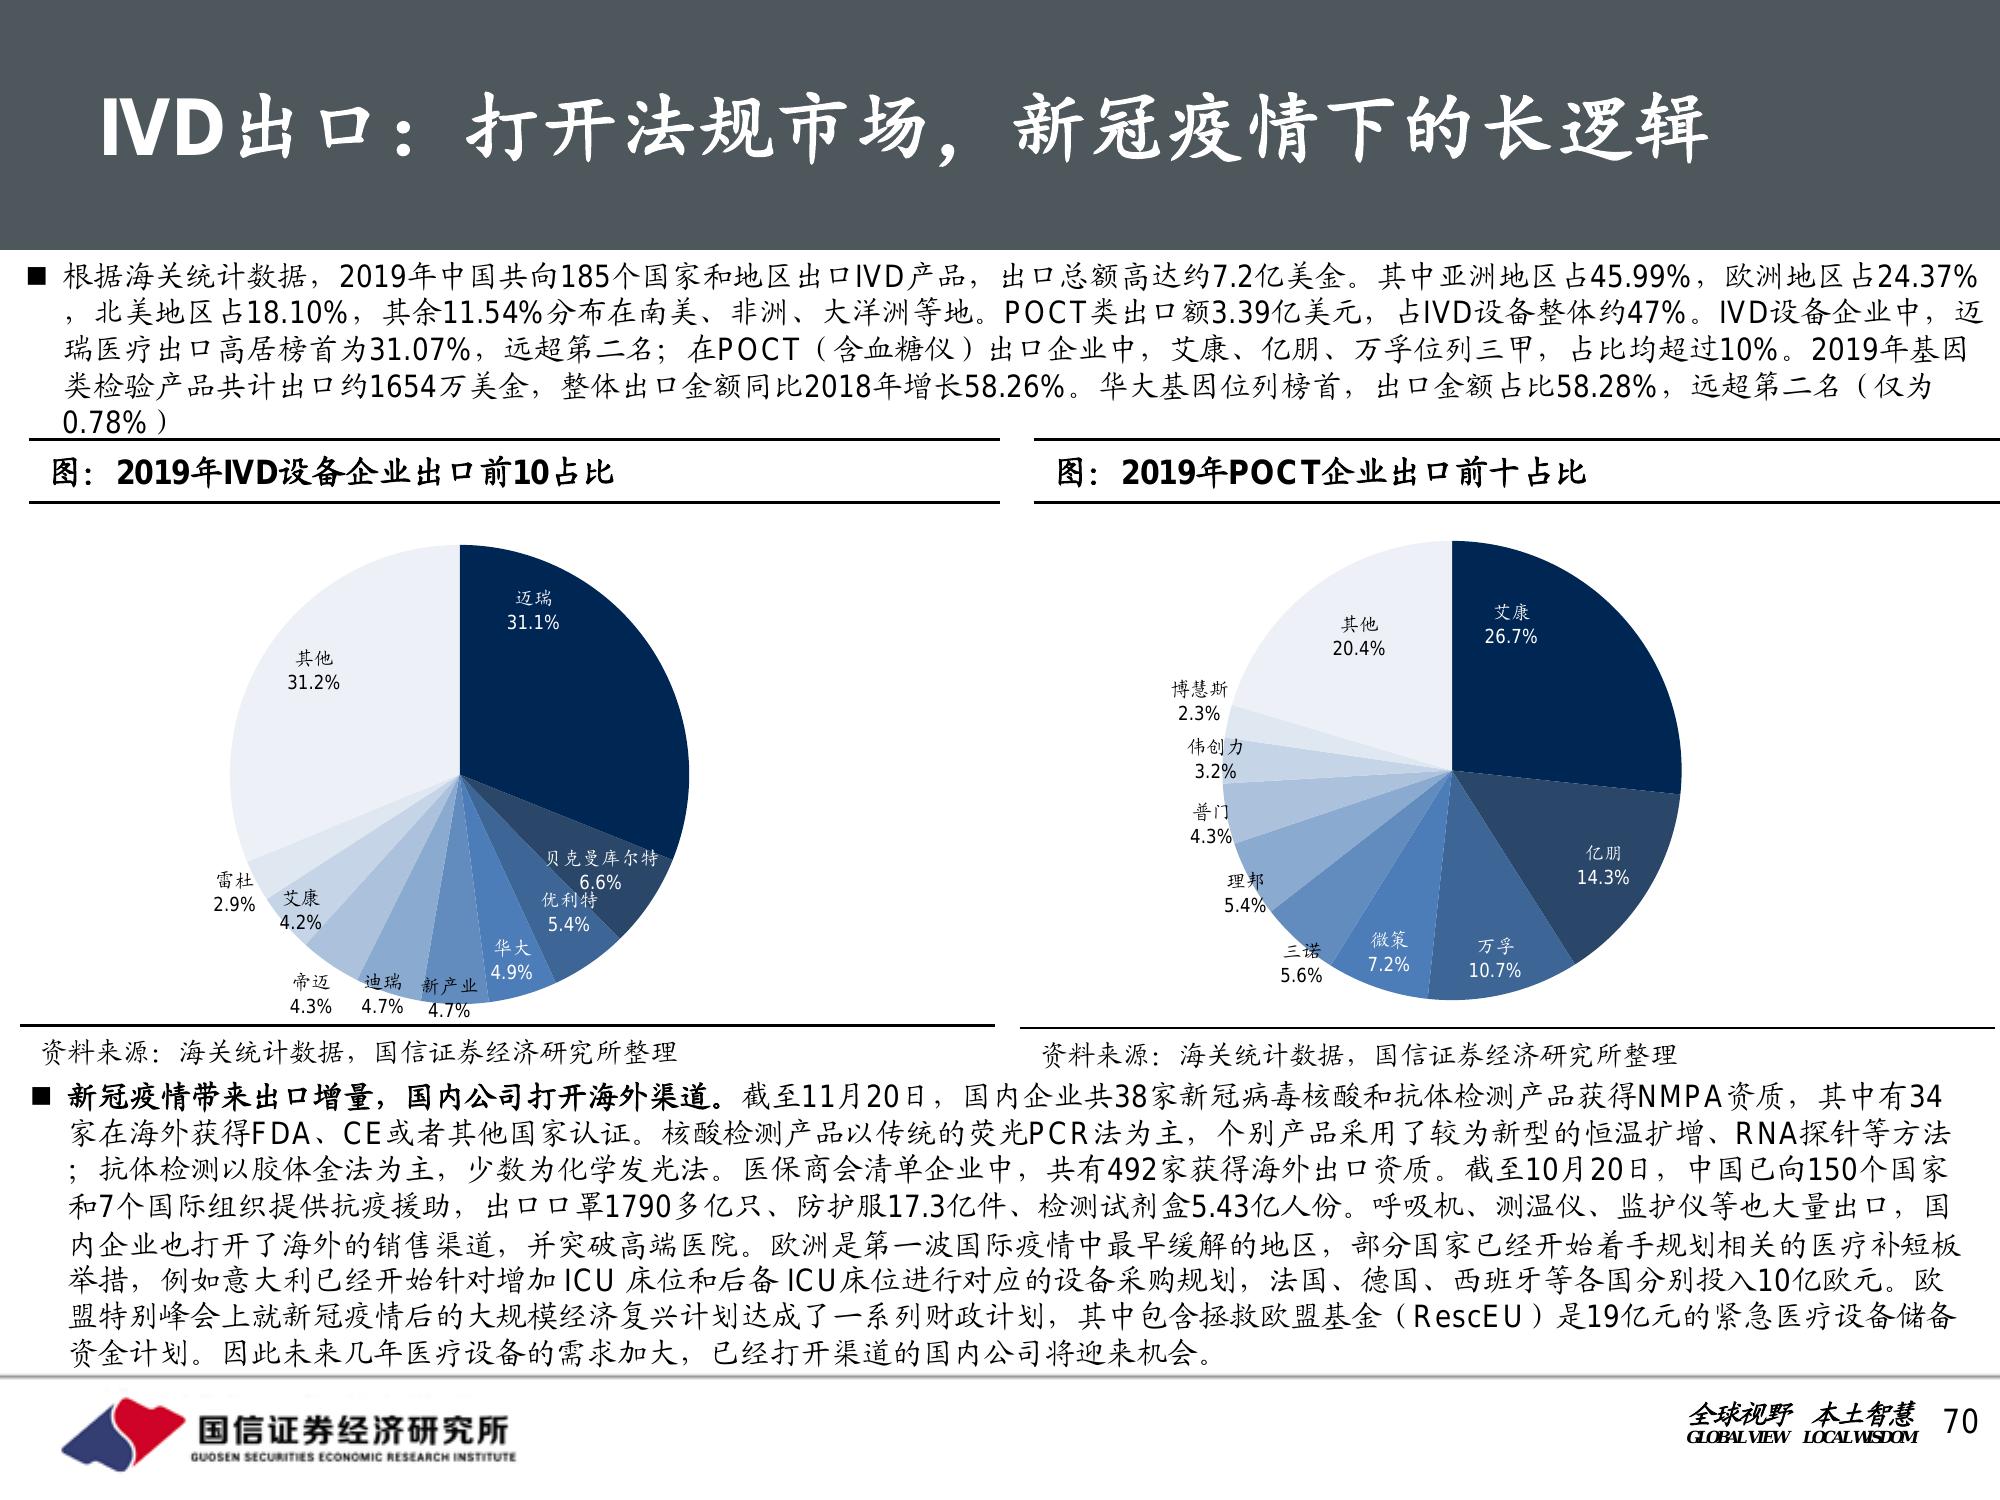 IVD出口：打开法规市场，新冠疫情下的长逻辑
■ 根据海关统计数据，2019年中国共向185个国家和地区出口IVD产品，出口总额高达约7.2亿美金。其中亚洲地区占45.99%，欧洲地区占24.37%
，北美地区占18.10%，其余11.54%分布在南美、非洲、大洋洲等地。POCT类出口额3.39亿美元，占IVD设备整体约47%。IVD设备企业中，迈
瑞医疗出口高居榜首为31.07%，远超第二名；在POCT（含血糖仪）出口企业中，艾康、亿朋、万孚位列三甲，占比均超过10%。2019年基因
类检验产品共计出口约1654万美金，整体出口金额同比2018年增长58.26%。华大基因位列榜首，出口金额占比58.28%，远超第二名（仅为
0.78%）
图：2019年IVD设备企业出口前10占比
迈瑞
31.1%
其他
31.2%
贝克曼库尔特
6.6%
优利特
5.4%
雷杜
2.9%
艾康
4.2%
华大
4.9%
帝迈
4.3%
迪瑞
4.7%
新产业
4.7%
资料来源：海关统计数据，国信证券经济研究所整理
图：2019年POCT企业出口前十占比
艾康
26.7%
其他
20.4%
博慧斯
2.3%
伟创力
3.2%
普门
4.3%
亿朋
14.3%
理邦
5.4%
三诺
5.6%
微策
7.2%
万孚
10.7%
资料来源：海关统计数据，国信证券经济研究所整理
■ 新冠疫情带来出口增量，国内公司打开海外渠道。截至11月20日，国内企业共38家新冠病毒核酸和抗体检测产品获得NMPA资质，其中有34
家在海外获得FDA、CE或者其他国家认证。核酸检测产品以传统的荧光PCR法为主，个别产品采用了较为新型的恒温扩增、RNA探针等方法
；抗体检测以胶体金法为主，少数为化学发光法。医保商会清单企业中，共有492家获得海外出口资质。截至10月20日，中国已向150个国家
和7个国际组织提供抗疫援助，出口口罩1790多亿只、防护服17.3亿件、检测试剂盒5.43亿人份。呼吸机、测温仪、监护仪等也大量出口，国
内企业也打开了海外的销售渠道，并突破高端医院。欧洲是第一波国际疫情中最早缓解的地区，部分国家已经开始着手规划相关的医疗补短板
举措，例如意大利已经开始针对增加 ICU 床位和后备 ICU床位进行对应的设备采购规划，法国、德国、西班牙等各国分别投入10亿欧元。欧
盟特别峰会上就新冠疫情后的大规模经济复兴计划达成了一系列财政计划，其中包含拯救欧盟基金（RescEU）是19亿元的紧急医疗设备储备
资金计划。因此未来几年医疗设备的需求加大，已经打开渠道的国内公司将迎来机会。
国信证券经济研究所
GUOSEN SECURITIES ECONOMIC RESEARCH INSTITUTE
全球视野 本土智慧
GLOBAL VIEW LOCAL WISDOM
70